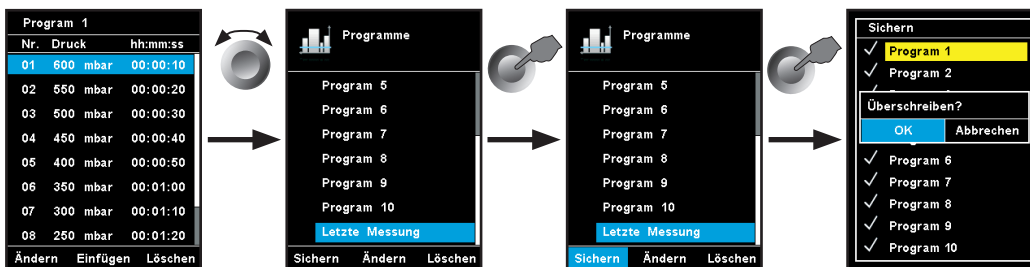 Program 1
Nr. Druck hh:mm:ss
01 600 mbar 00:00:10
02 550 mbar 00:00:20
03 500 mbar 00:00:30
04 450 mbar 00:00:40
05 400 mbar 00:00:50
06 350 mbar 00:01:00
07 300 mbar 00:01:10
08 250 mbar 00:01:20
Ändern Einfügen Löschen
Programme
Program 5
Program 6
Program 7
Program 8
Program 9
Program 10
Letzte Messung
Sichern Ändern Löschen
Programme
Program 5
Program 6
Program 7
Program 8
Program 9
Program 10
Letzte Messung
Sichern Ändern Löschen
Sichern
Program 1
Program 2
Überschreiben?
OK Abbrechen
Program 6
Program 7
Program 8
Program 9
Program 10